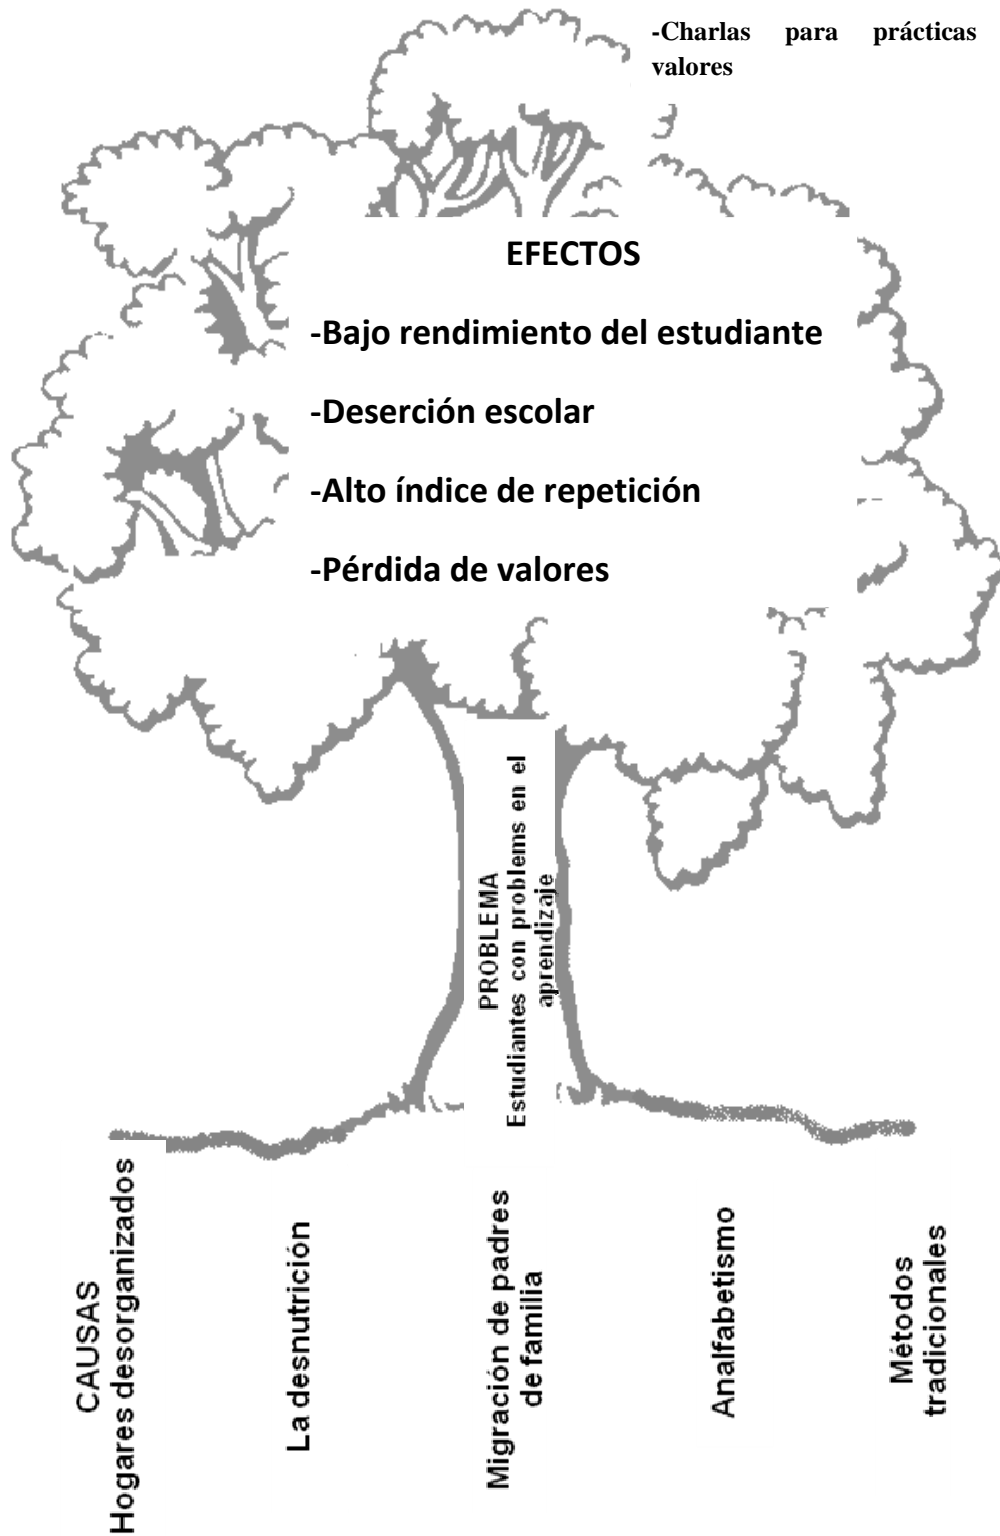 -Charlas para prácticas
valores
EFECTOS
-Bajo rendimiento del estudiante
-Deserción escolar
-Alto índice de repetición
-Pérdida de valores
PROBLEMA
Estudiantes con problems en el
aprendizaje
CAUSAS
Hogares desorganizados
La desnutrición
Migración de padres
de familia
Analfabetismo
Métodos
tradicionales